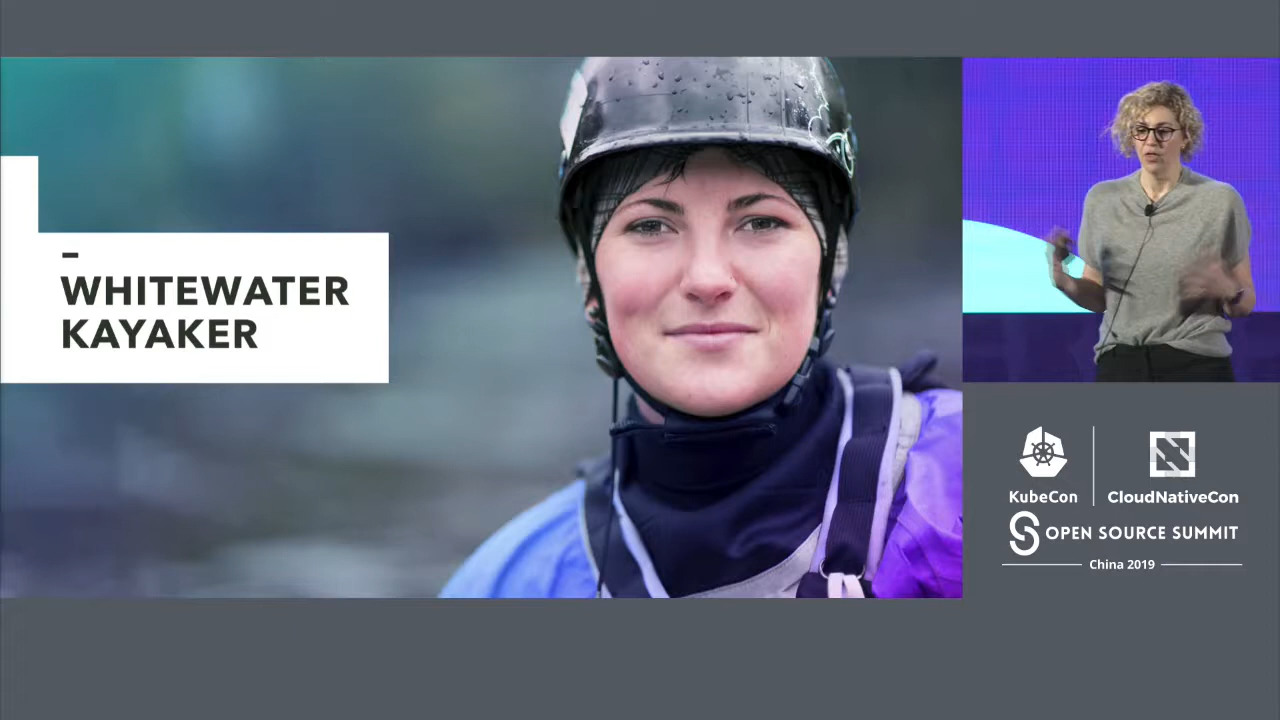 –
WHITEWATER
KAYAKER
KubeCon
CloudNativeCon
OPEN SOURCE SUMMIT
China 2019